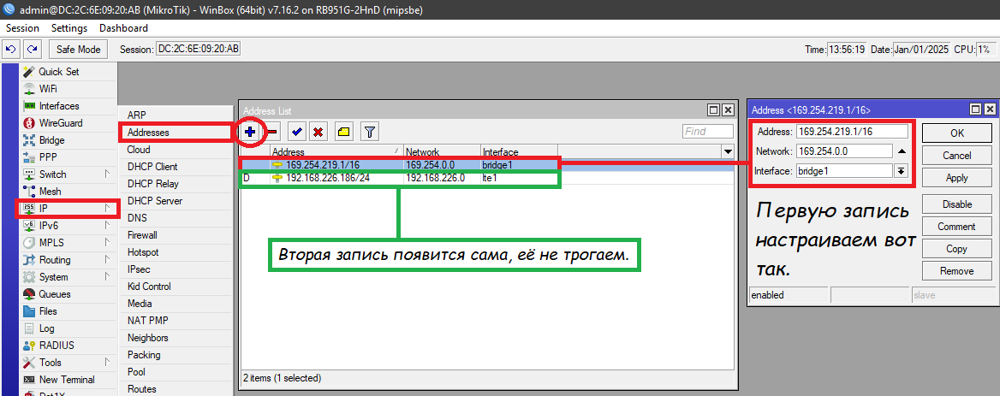 admin@DC:2C:6E:09:20:AB (MikroTik) - WinBox (64bit) v7.16.2 on RB951G-2HnD (mipsbe)
Session Settings Dashboard
Safe Mode Session: DC:2C:6E:09:20:AB Time: 13:56:19 Date: Jan/01/2025 CPU: 1%
Quick Set
WiFi
Interfaces
WireGuard
Bridge
PPP
Switch
Mesh
IP
IPv6
MPLS
Routing
System
Queues
Files
Log
RADIUS
Tools
New Terminal
Dot1X
ARP
Addresses
Cloud
DHCP Client
DHCP Relay
DHCP Server
DNS
Firewall
Hotspot
IPsec
Kid Control
Media
NAT PMP
Neighbors
Packing
Pool
Routes
Address List
Find
Address Network Interface
169.254.219.1/16 169.254.0.0 bridge1
D 192.168.226.186/24 192.168.226.0 lte1
Вторая запись появится сама, её не трогаем.
2 items (1 selected)
Address <169.254.219.1/16>
Address: 169.254.219.1/16
Network: 169.254.0.0
Interface: bridge1
OK
Cancel
Apply
Disable
Comment
Copy
Remove
Первую запись
настраиваем вот
так.
enabled slave